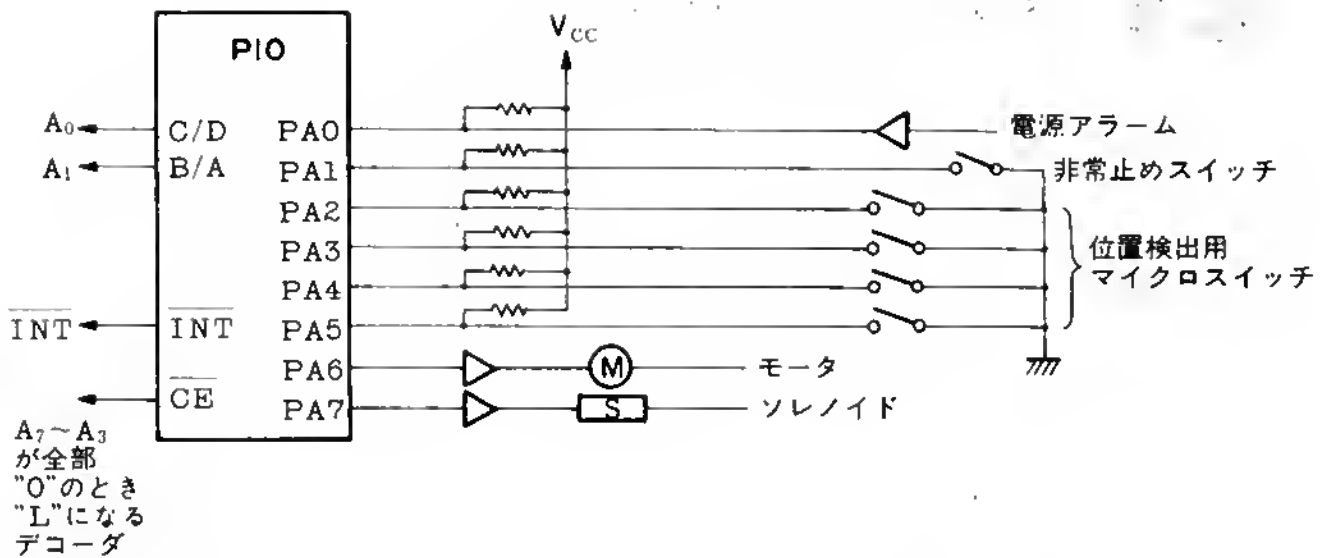 PIO
VCC
A0 C/D PA0 電源アラーム
A1 B/A PA1 非常止めスイッチ
PA2
PA3 位置検出用
マイクロスイッチ
PA4
PA5
INT INT
PA6 M モータ
CE PA7 S ソレノイド
A7~A3
が全部
"0"のとき
"L"になる
デコーダ